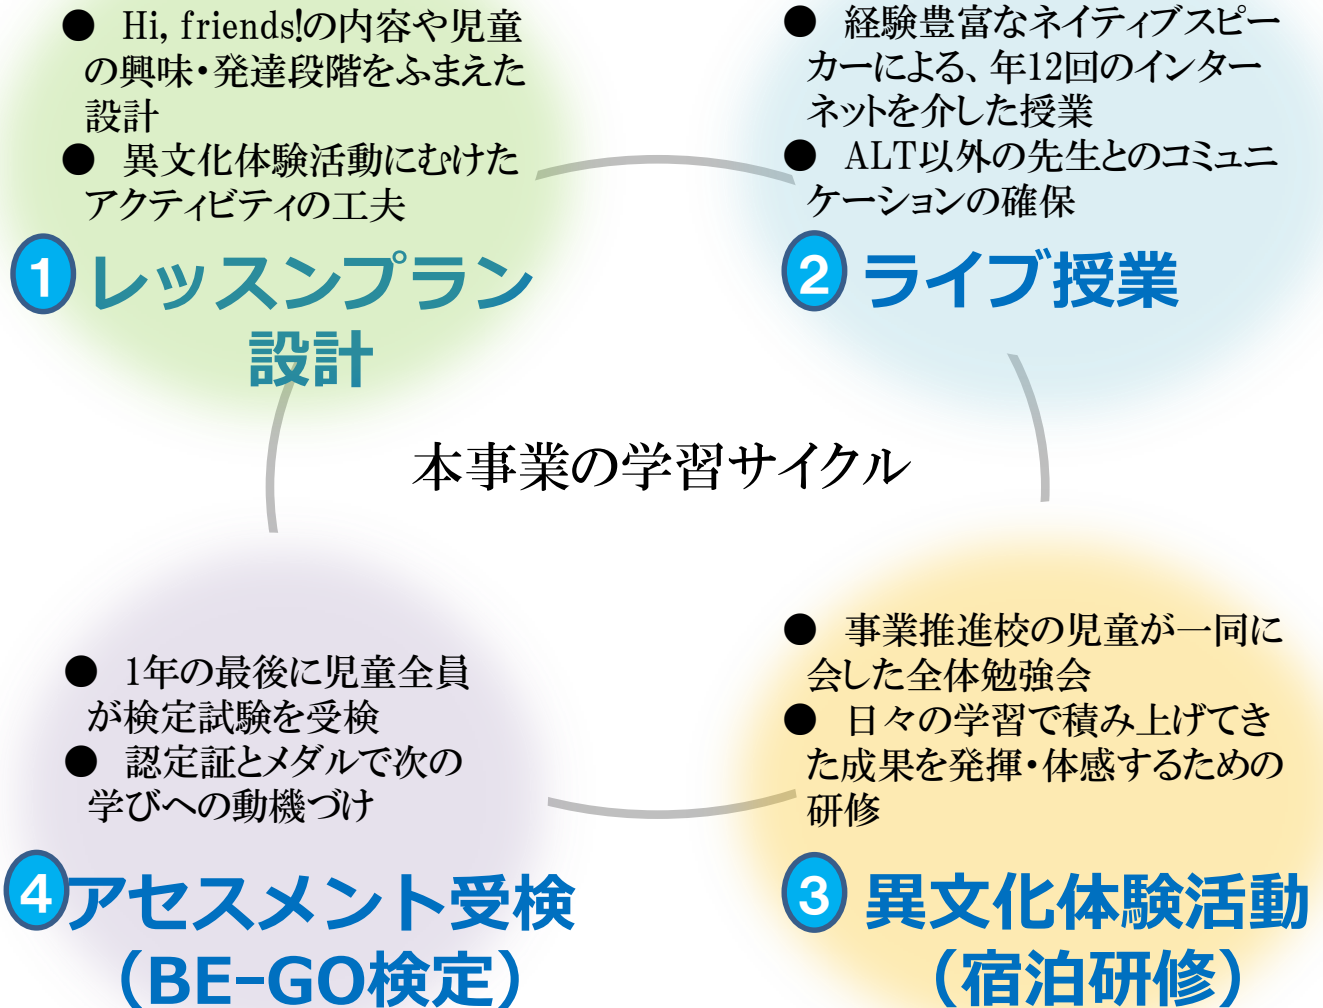 ● Hi, friends!の内容や児童
の興味・発達段階をふまえた
設計
● 異文化体験活動にむけた
アクティビティの工夫
1 レッスンプラン
設計
● 経験豊富なネイティブスピー
カーによる、年12回のインター
ネットを介した授業
● ALT以外の先生とのコミュニ
ケーションの確保
2 ライブ授業
本事業の学習サイクル
● 事業推進校の児童が一同に
会した全体勉強会
● 日々の学習で積み上げてき
た成果を発揮・体感するための
研修
3 異文化体験活動
（宿泊研修）
● 1年の最後に児童全員
が検定試験を受検
● 認定証とメダルで次の
学びへの動機づけ
4 アセスメント受検
（BE-GO検定）